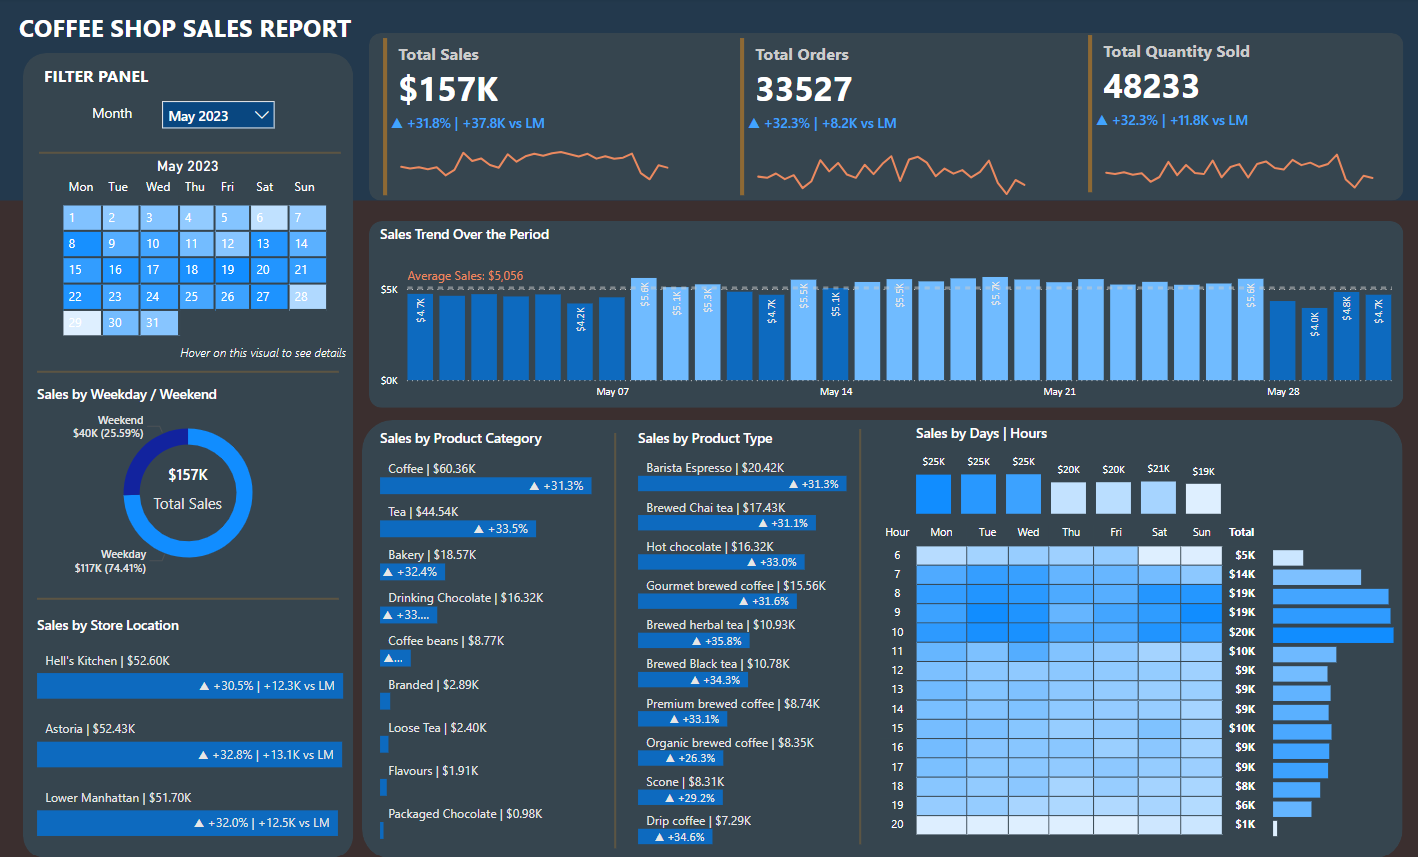 COFFEE SHOP SALES REPORT
FILTER PANEL
Month
May 2023
May 2023
Mon Tue Wed Thu Fri Sat Sun
1 2 3 4 5 6 7
8 9 10 11 12 13 14
15 16 17 18 19 20 21
22 23 24 25 26 27 28
29 30 31
Hover on this visual to see details
Sales by Weekday / Weekend
Weekend
$40K (25.59%)
$157K
Total Sales
Weekday
$117K (74.41%)
Sales by Store Location
Hell's Kitchen | $52.60K
▲ +30.5% | +12.3K vs LM
Astoria | $52.43K
▲ +32.8% | +13.1K vs LM
Lower Manhattan | $51.70K
▲ +32.0% | +12.5K vs LM
Total Sales
$157K
▲ +31.8% | +37.8K vs LM
Total Orders
33527
▲ +32.3% | +8.2K vs LM
Total Quantity Sold
48233
▲ +32.3% | +11.8K vs LM
Sales Trend Over the Period
Average Sales: $5,056
$5K
$0K
$4.7K $4.2K $5.6K $5.1K $5.3K $4.7K $5.5K $5.1K $5.5K $5.7K $5.6K $4.0K $4.8K $4.7K
May 07 May 14 May 21 May 28
Sales by Product Category
Coffee | $60.36K
▲ +31.3%
Tea | $44.54K
▲ +33.5%
Bakery | $18.57K
▲ +32.4%
Drinking Chocolate | $16.32K
▲ +33....
Coffee beans | $8.77K
▲...
Branded | $2.89K
Loose Tea | $2.40K
Flavours | $1.91K
Packaged Chocolate | $0.98K
Sales by Product Type
Barista Espresso | $20.42K
▲ +31.3%
Brewed Chai tea | $17.43K
▲ +31.1%
Hot chocolate | $16.32K
▲ +33.0%
Gourmet brewed coffee | $15.56K
▲ +31.6%
Brewed herbal tea | $10.93K
▲ +35.8%
Brewed Black tea | $10.78K
▲ +34.3%
Premium brewed coffee | $8.74K
▲ +33.1%
Organic brewed coffee | $8.35K
▲ +26.3%
Scone | $8.31K
▲ +29.2%
Drip coffee | $7.29K
▲ +34.6%
Sales by Days | Hours
$25K $25K $25K $20K $20K $21K $19K
Hour Mon Tue Wed Thu Fri Sat Sun Total
6 $5K
7 $14K
8 $19K
9 $19K
10 $20K
11 $10K
12 $9K
13 $9K
14 $9K
15 $10K
16 $9K
17 $9K
18 $8K
19 $6K
20 $1K